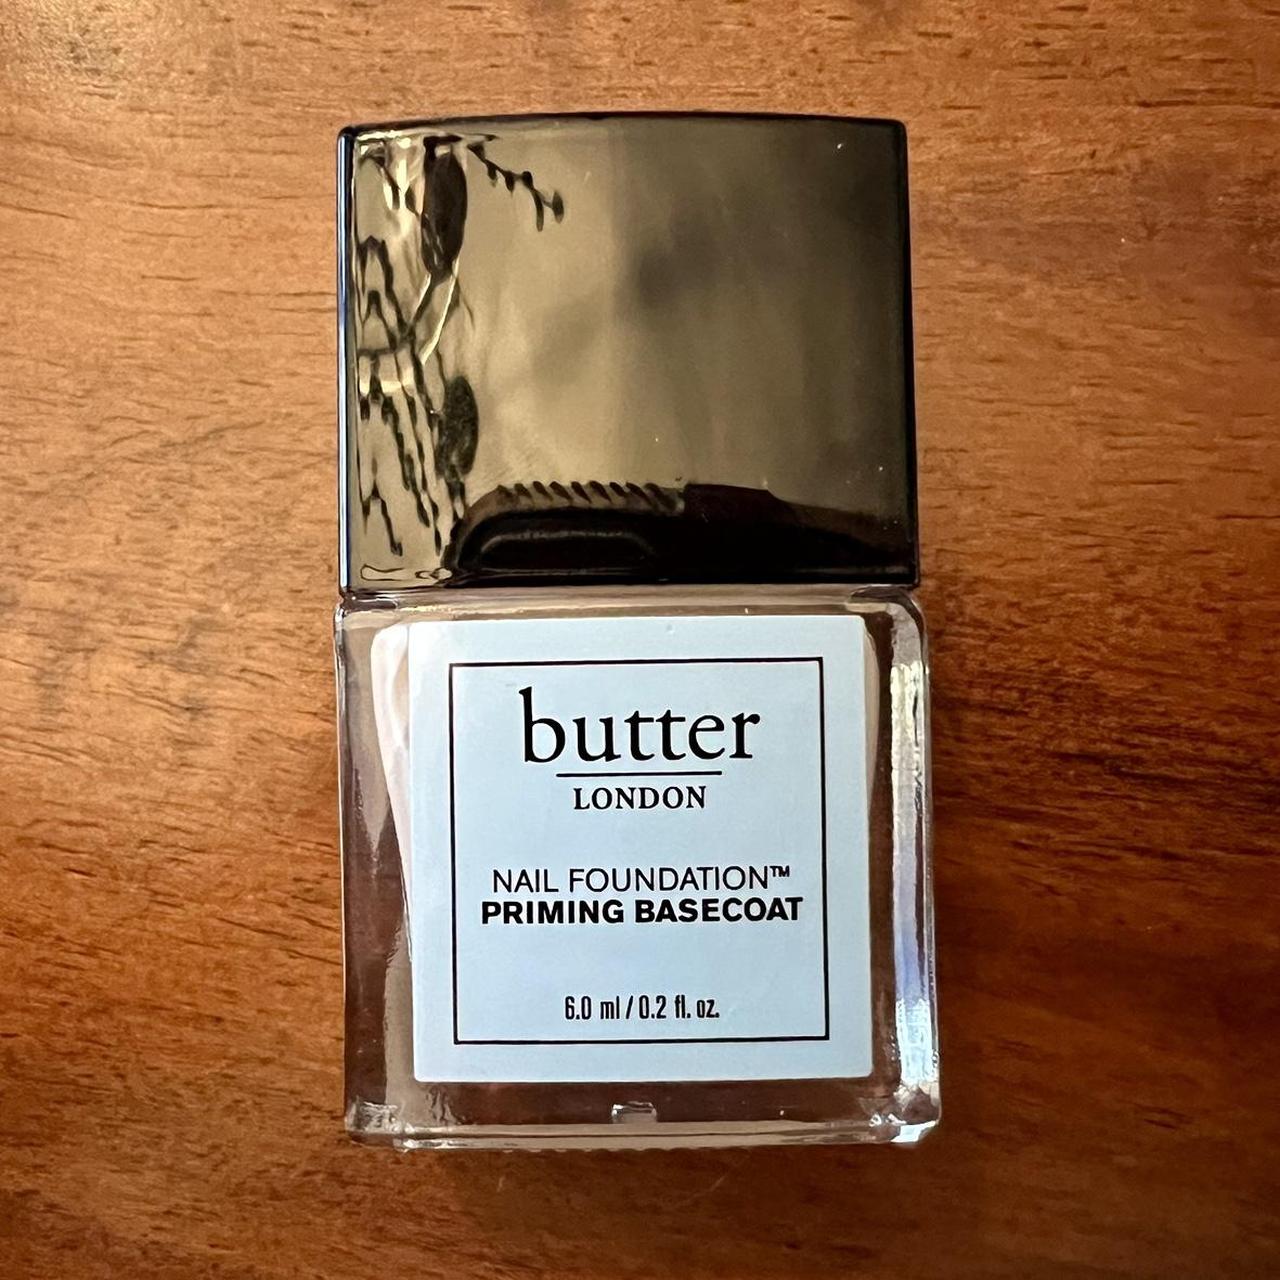 butter
LONDON
NAIL FOUNDATION™
PRIMING BASECOAT
6.0 ml / 0.2 fl. oz.